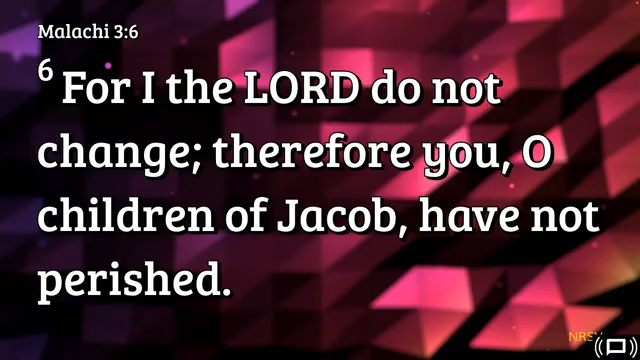 Malachi 3:6
6 For I the LORD do not
change; therefore you, O
children of Jacob, have not
perished.
NRSV